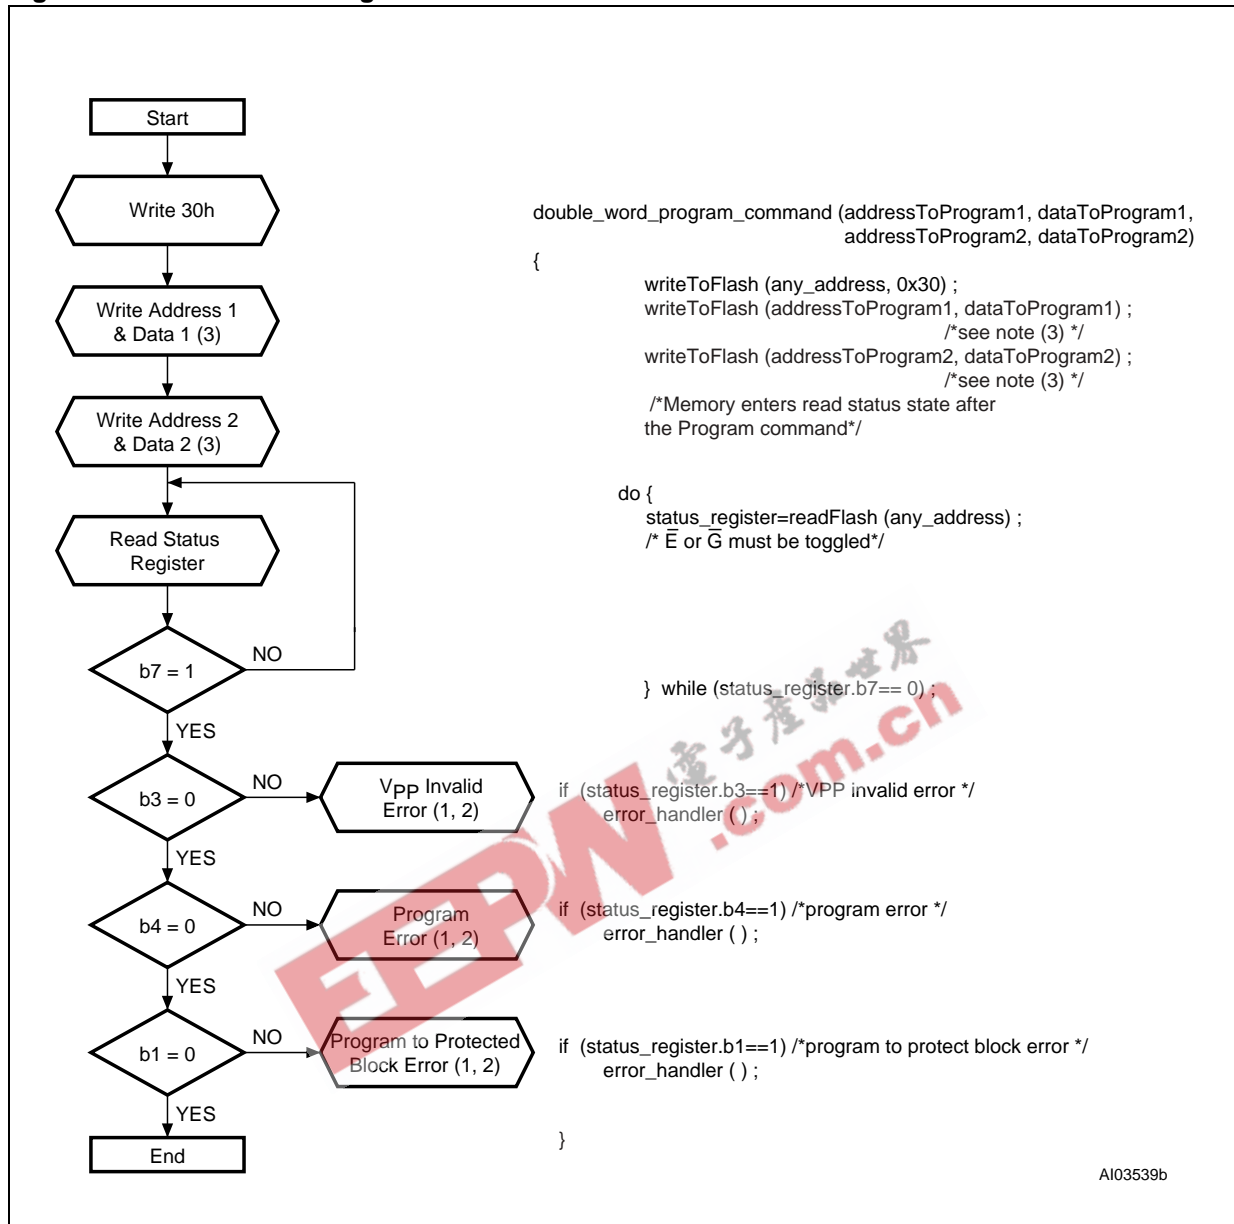 Start
Write 30h
Write Address 1
& Data 1 (3)
Write Address 2
& Data 2 (3)
Read Status
Register
b7 = 1
NO
YES
b3 = 0
NO
VPP Invalid
Error (1, 2)
YES
b4 = 0
NO
Program
Error (1, 2)
YES
b1 = 0
NO
Program to Protected
Block Error (1, 2)
YES
End
double_word_program_command (addressToProgram1, dataToProgram1,
addressToProgram2, dataToProgram2)
{
writeToFlash (any_address, 0x30) ;
writeToFlash (addressToProgram1, dataToProgram1) ;
/*see note (3) */
writeToFlash (addressToProgram2, dataToProgram2) ;
/*see note (3) */
/*Memory enters read status state after
the Program command*/
do {
status_register=readFlash (any_address) ;
/* E̅ or G̅ must be toggled*/
} while (status_register.b7== 0) ;
if (status_register.b3==1) /*VPP invalid error */
error_handler ( ) ;
if (status_register.b4==1) /*program error */
error_handler ( ) ;
if (status_register.b1==1) /*program to protect block error */
error_handler ( ) ;
}
AI03539b
EEPW
.com.cn
電子產品世界